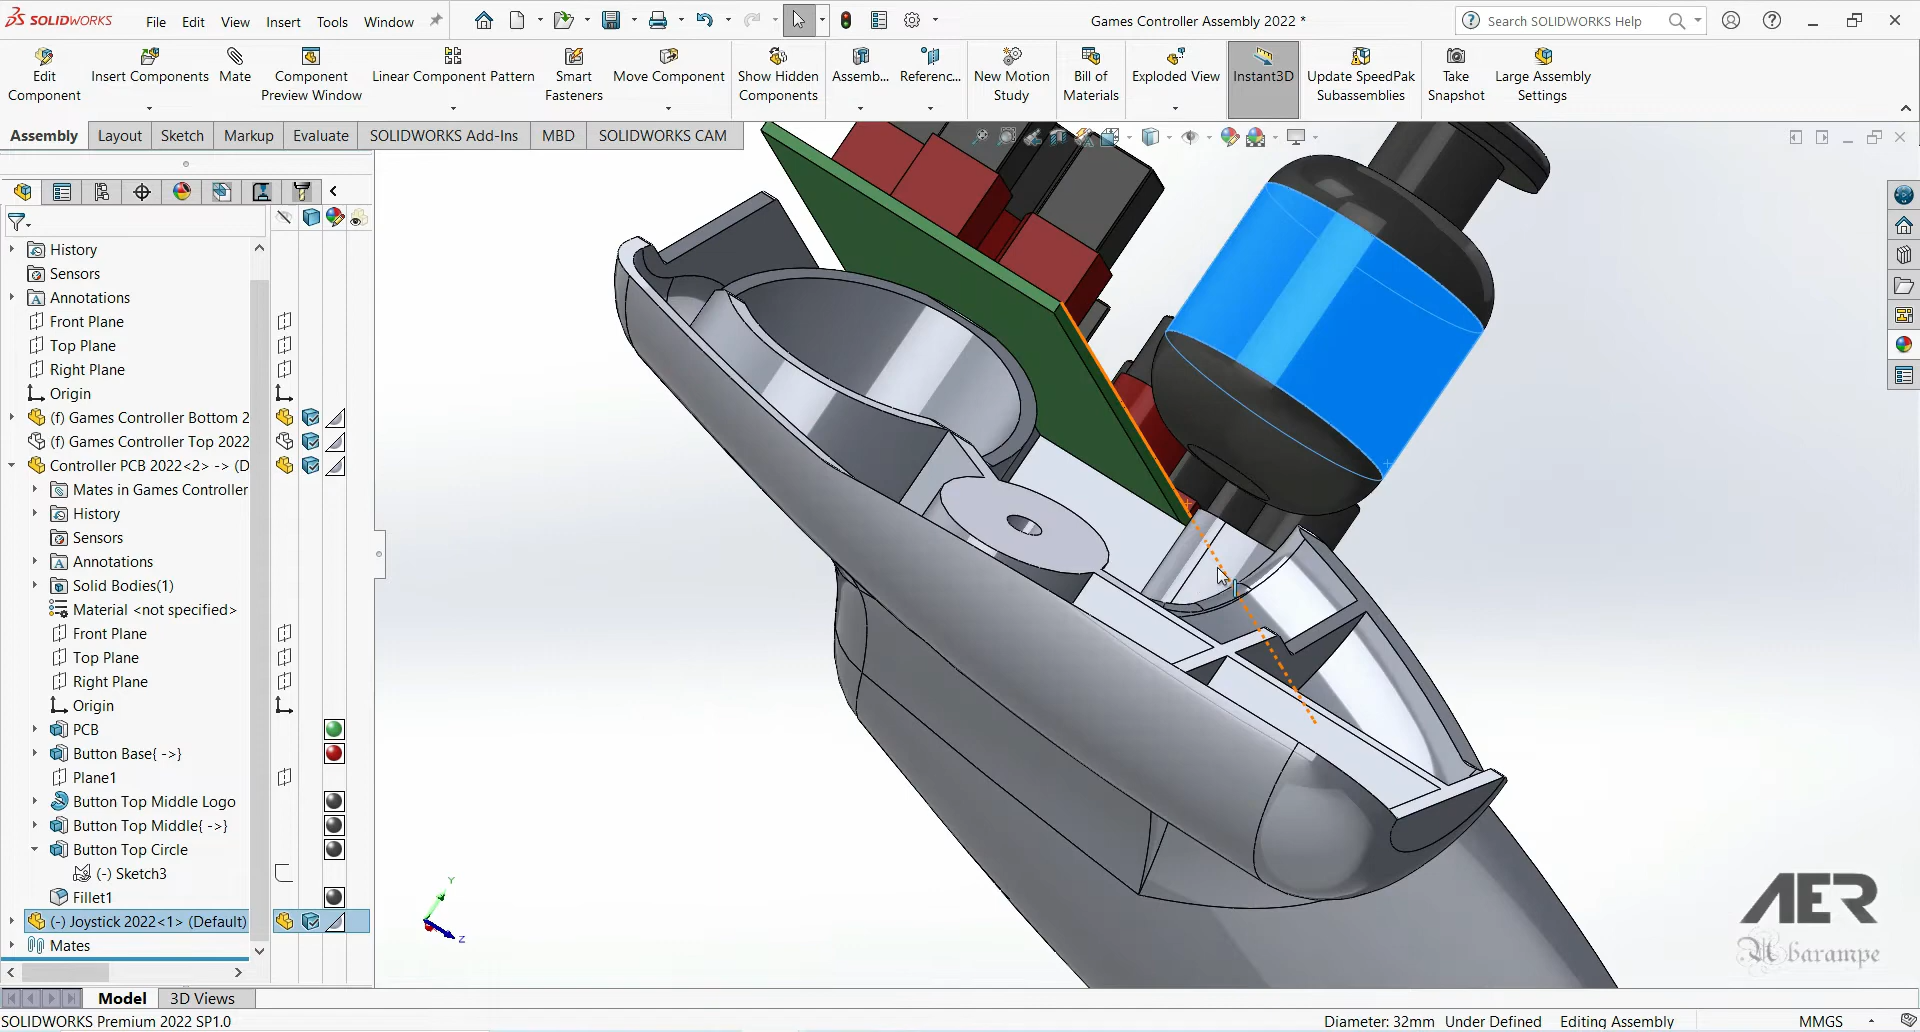 SOLIDWORKS
File Edit View Insert Tools Window
Games Controller Assembly 2022 *
Search SOLIDWORKS Help
Edit Component
Insert Components
Mate
Component Preview Window
Linear Component Pattern
Smart Fasteners
Move Component
Show Hidden Components
Assemb...
Referenc...
New Motion Study
Bill of Materials
Exploded View
Instant3D
Update SpeedPak Subassemblies
Take Snapshot
Large Assembly Settings
Assembly Layout Sketch Markup Evaluate SOLIDWORKS Add-Ins MBD SOLIDWORKS CAM
History
Sensors
Annotations
Front Plane
Top Plane
Right Plane
Origin
(f) Games Controller Bottom 2
(f) Games Controller Top 2022
Controller PCB 2022<2> -> (D
Mates in Games Controller
History
Sensors
Annotations
Solid Bodies(1)
Material <not specified>
Front Plane
Top Plane
Right Plane
Origin
PCB
Button Base{ ->}
Plane1
Button Top Middle Logo
Button Top Middle{ ->}
Button Top Circle
(-) Sketch3
Fillet1
(-) Joystick 2022<1> (Default)
Mates
Y
Z
AER
Mbarampe
Model 3D Views
SOLIDWORKS Premium 2022 SP1.0
Diameter: 32mm Under Defined Editing Assembly MMGS